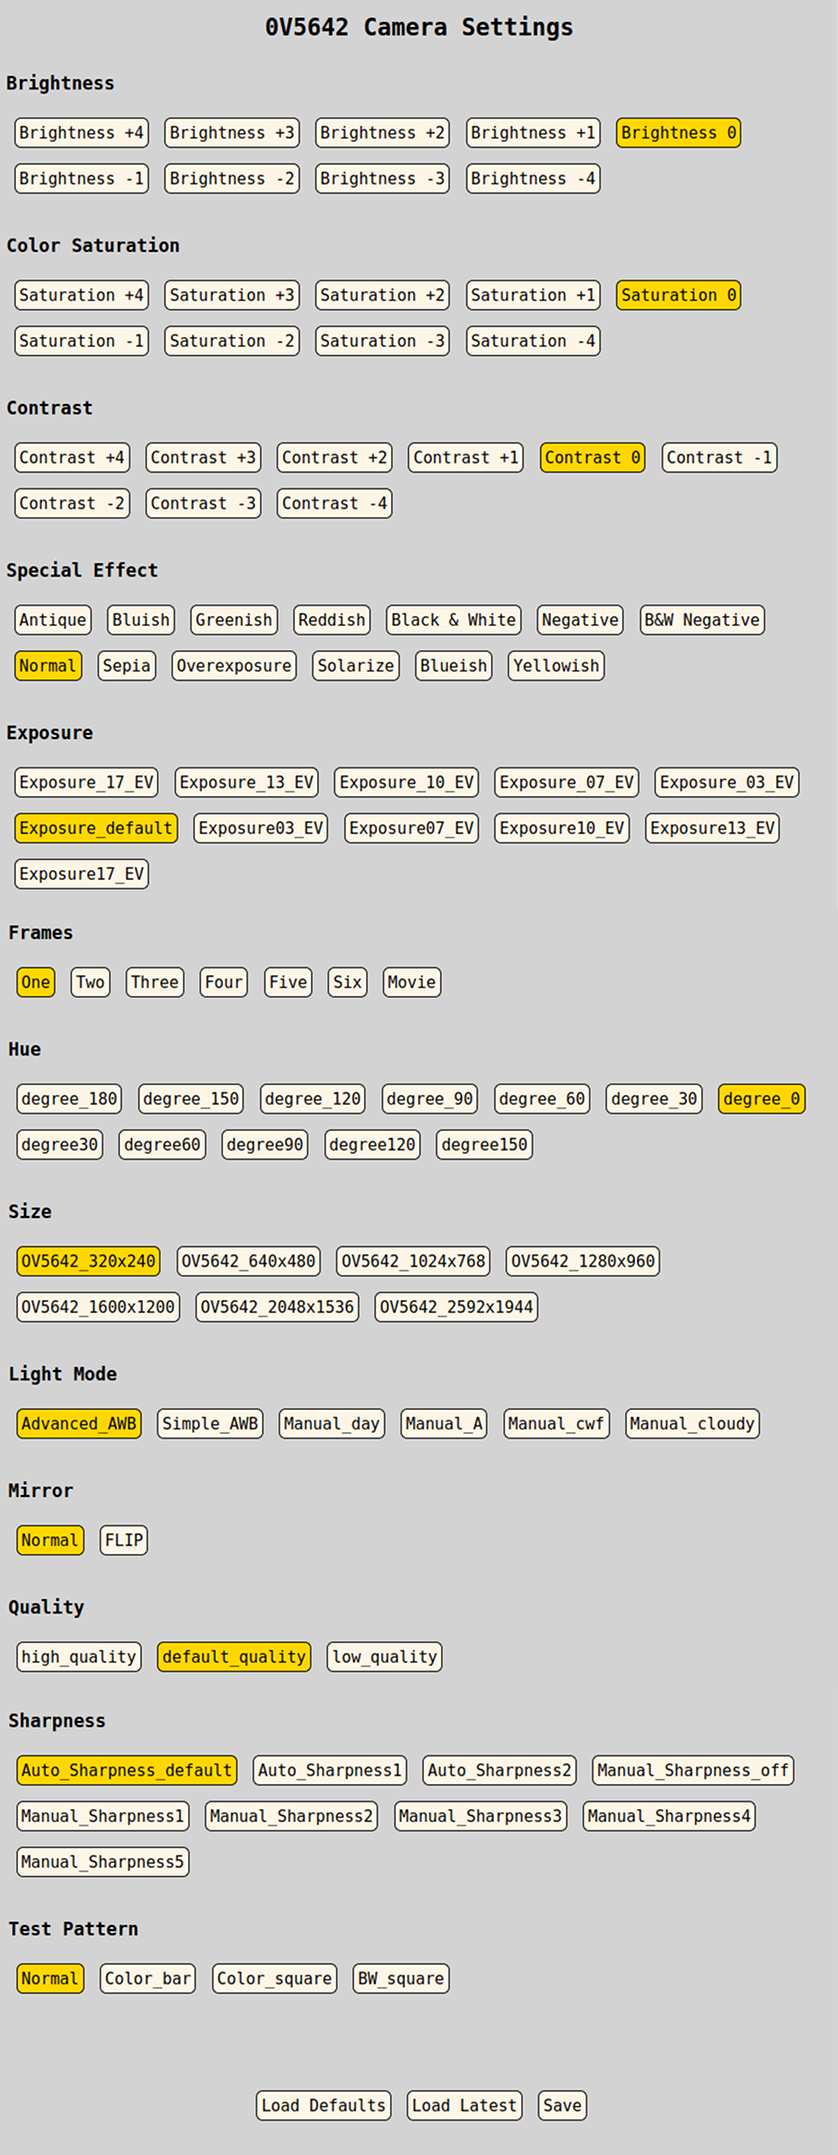 0V5642 Camera Settings
Brightness
Brightness +4 Brightness +3 Brightness +2 Brightness +1 Brightness 0
Brightness -1 Brightness -2 Brightness -3 Brightness -4
Color Saturation
Saturation +4 Saturation +3 Saturation +2 Saturation +1 Saturation 0
Saturation -1 Saturation -2 Saturation -3 Saturation -4
Contrast
Contrast +4 Contrast +3 Contrast +2 Contrast +1 Contrast 0 Contrast -1
Contrast -2 Contrast -3 Contrast -4
Special Effect
Antique Bluish Greenish Reddish Black & White Negative B&W Negative
Normal Sepia Overexposure Solarize Blueish Yellowish
Exposure
Exposure_17_EV Exposure_13_EV Exposure_10_EV Exposure_07_EV Exposure_03_EV
Exposure_default Exposure03_EV Exposure07_EV Exposure10_EV Exposure13_EV
Exposure17_EV
Frames
One Two Three Four Five Six Movie
Hue
degree_180 degree_150 degree_120 degree_90 degree_60 degree_30 degree_0
degree30 degree60 degree90 degree120 degree150
Size
OV5642_320x240 OV5642_640x480 OV5642_1024x768 OV5642_1280x960
OV5642_1600x1200 OV5642_2048x1536 OV5642_2592x1944
Light Mode
Advanced_AWB Simple_AWB Manual_day Manual_A Manual_cwf Manual_cloudy
Mirror
Normal FLIP
Quality
high_quality default_quality low_quality
Sharpness
Auto_Sharpness_default Auto_Sharpness1 Auto_Sharpness2 Manual_Sharpness_off
Manual_Sharpness1 Manual_Sharpness2 Manual_Sharpness3 Manual_Sharpness4
Manual_Sharpness5
Test Pattern
Normal Color_bar Color_square BW_square
Load Defaults Load Latest Save